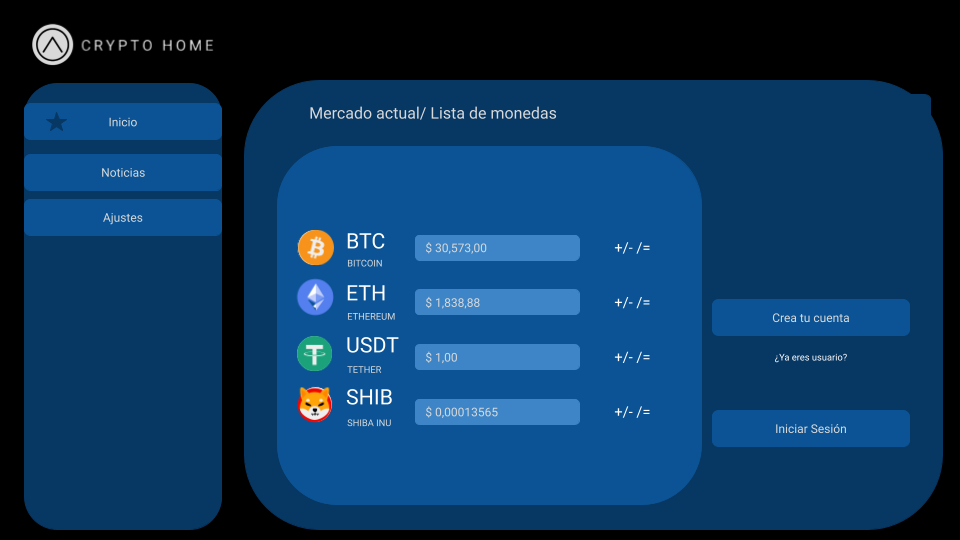 CRYPTO HOME
Inicio
Noticias
Ajustes
Mercado actual/ Lista de monedas
BTC
BITCOIN
$ 30,573,00
+/- /=
ETH
ETHEREUM
$ 1,838,88
+/- /=
USDT
TETHER
$ 1,00
+/- /=
SHIB
SHIBA INU
$ 0,00013565
+/- /=
Crea tu cuenta
¿Ya eres usuario?
Iniciar Sesión